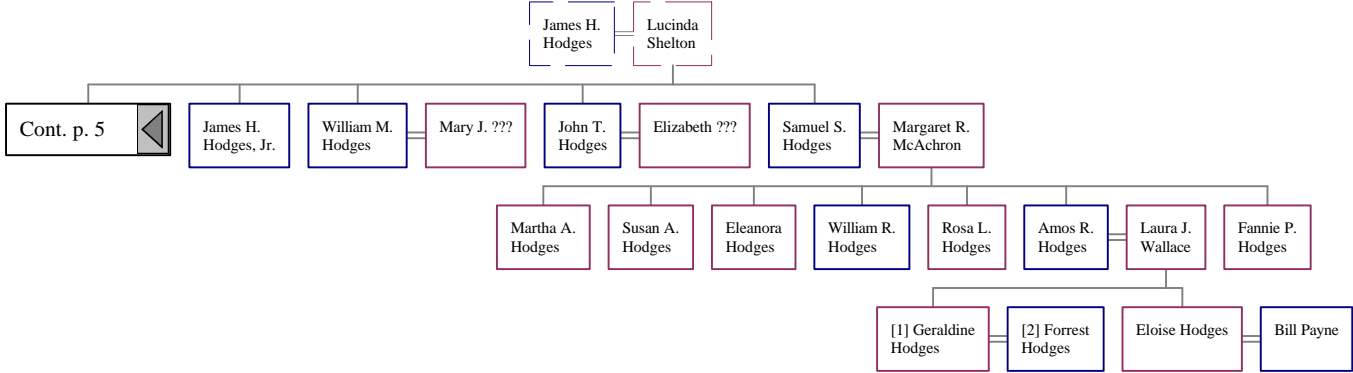 James H.
Hodges
Lucinda
Shelton
Cont. p. 5
James H.
Hodges, Jr.
William M.
Hodges
Mary J. ???
John T.
Hodges
Elizabeth ???
Samuel S.
Hodges
Margaret R.
McAchron
Martha A.
Hodges
Susan A.
Hodges
Eleanora
Hodges
William R.
Hodges
Rosa L.
Hodges
Amos R.
Hodges
Laura J.
Wallace
Fannie P.
Hodges
[1] Geraldine
Hodges
[2] Forrest
Hodges
Eloise Hodges
Bill Payne